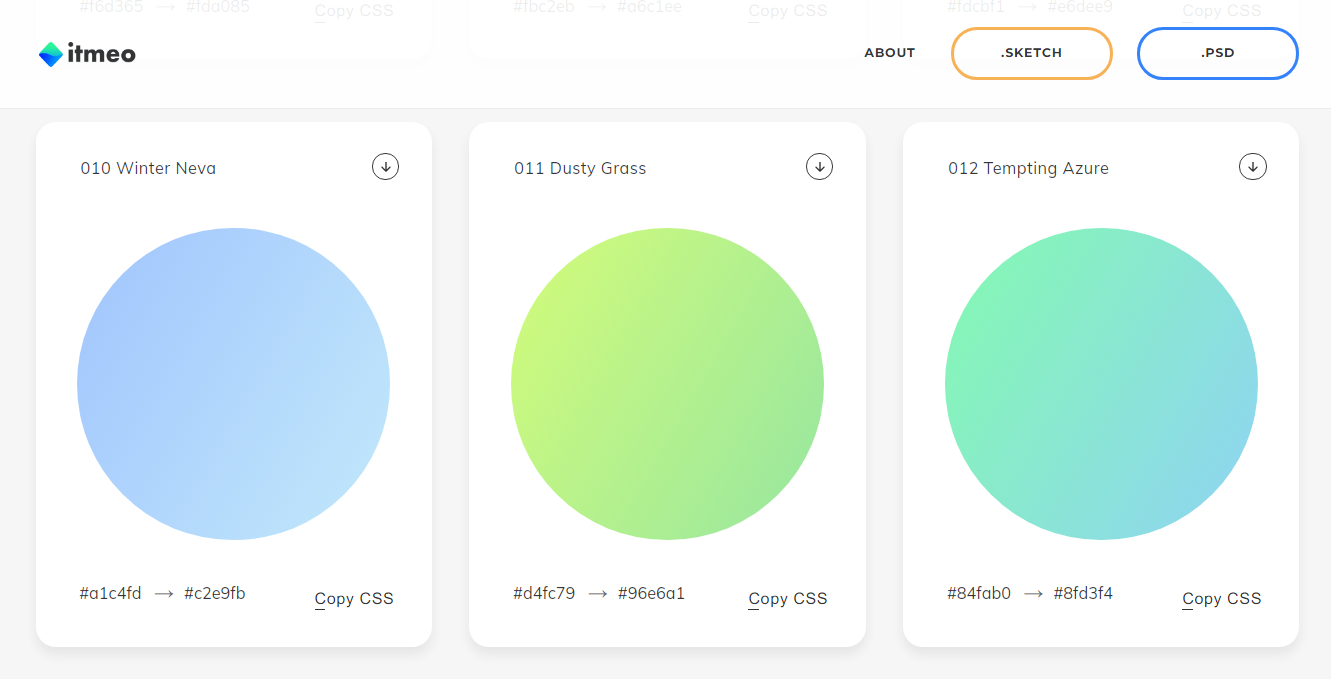 #f6d365 → #fda085
Copy CSS
#fbc2eb → #a6c1ee
Copy CSS
#fdcbf1 → #e6dee9
Copy CSS
itmeo
ABOUT
.SKETCH
.PSD
010 Winter Neva
011 Dusty Grass
012 Tempting Azure
#a1c4fd → #c2e9fb
Copy CSS
#d4fc79 → #96e6a1
Copy CSS
#84fab0 → #8fd3f4
Copy CSS